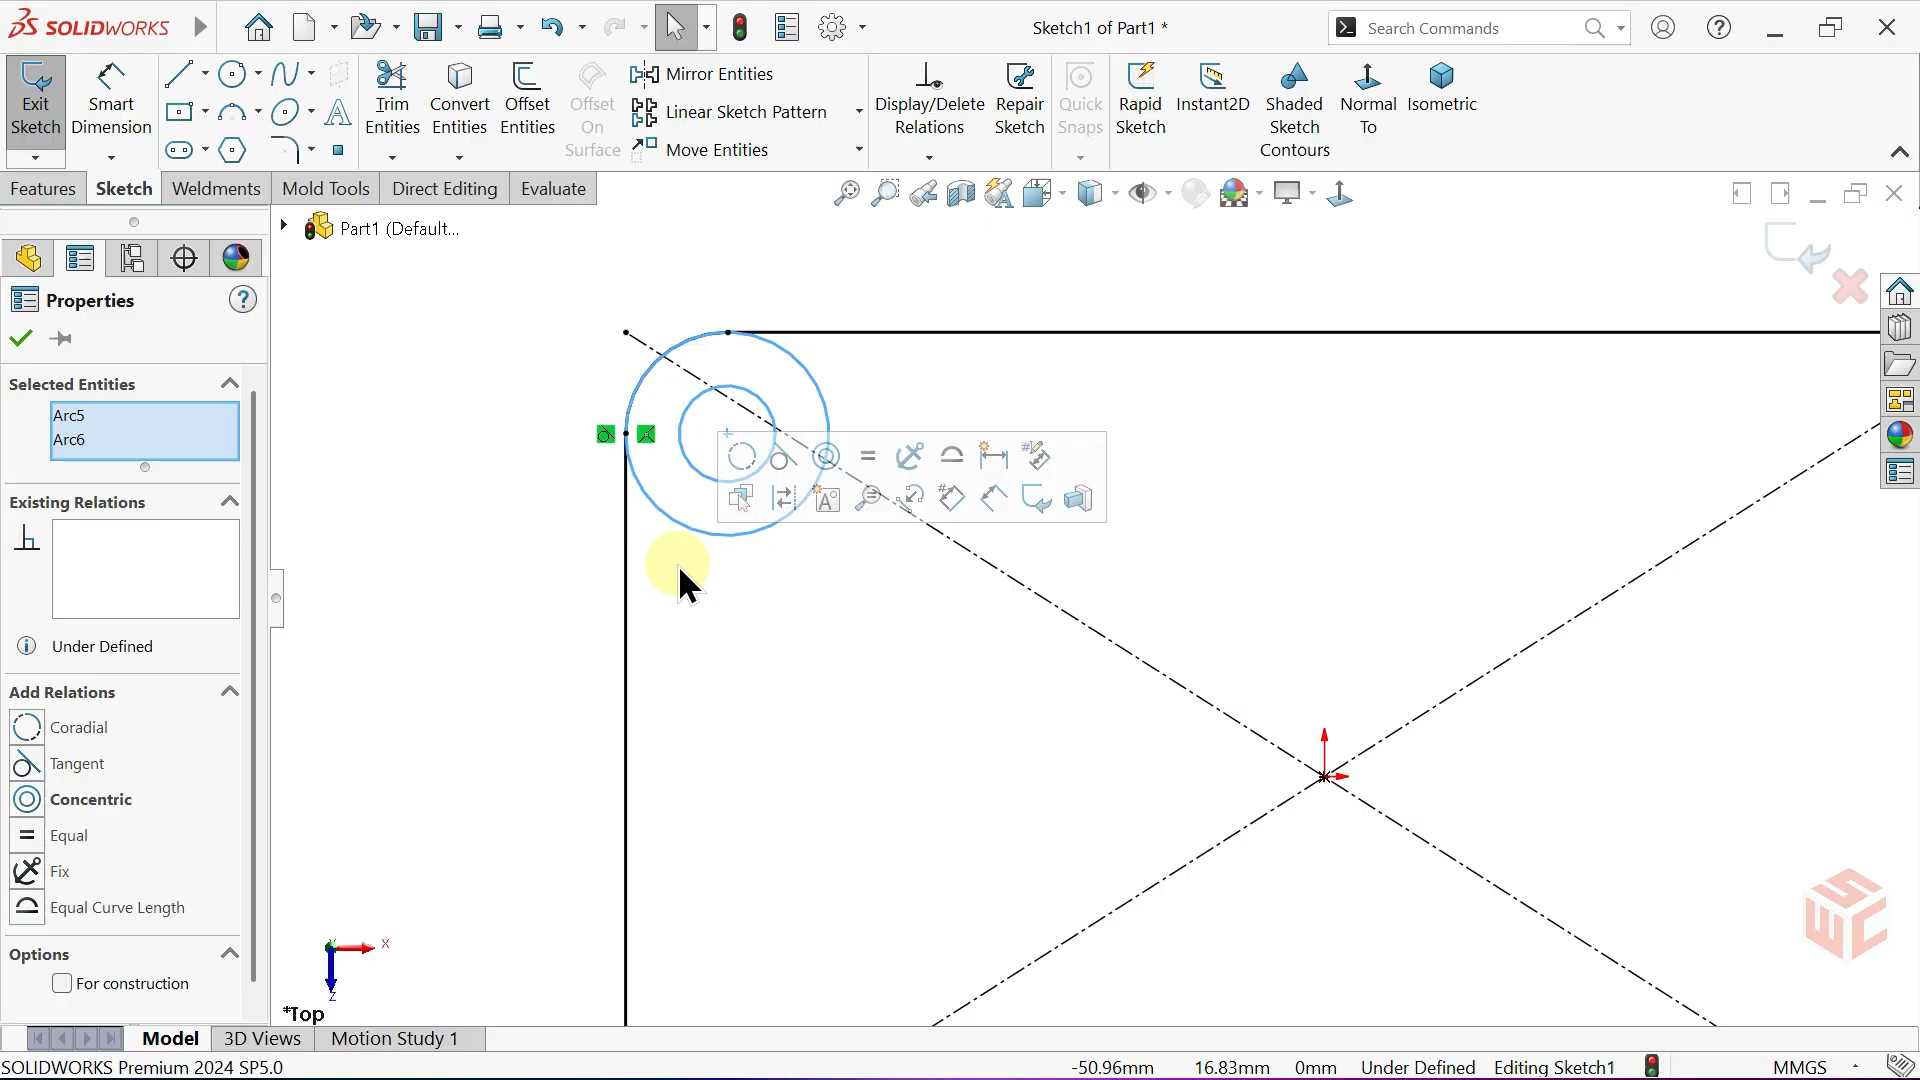 SOLIDWORKS
Sketch1 of Part1 *
Search Commands
Exit
Sketch
Smart
Dimension
Trim
Entities
Convert
Entities
Offset
Entities
Offset
On
Surface
Mirror Entities
Linear Sketch Pattern
Move Entities
Display/Delete
Relations
Repair
Sketch
Quick
Snaps
Rapid
Sketch
Instant2D
Shaded
Sketch
Contours
Normal
To
Isometric
Features
Sketch
Weldments
Mold Tools
Direct Editing
Evaluate
Part1 (Default...
Properties
Selected Entities
Arc5
Arc6
Existing Relations
Under Defined
Add Relations
Coradial
Tangent
Concentric
Equal
Fix
Equal Curve Length
Options
For construction
X
Y
Z
*Top
SWC
Model
3D Views
Motion Study 1
SOLIDWORKS Premium 2024 SP5.0
-50.96mm
16.83mm
0mm
Under Defined
Editing Sketch1
MMGS